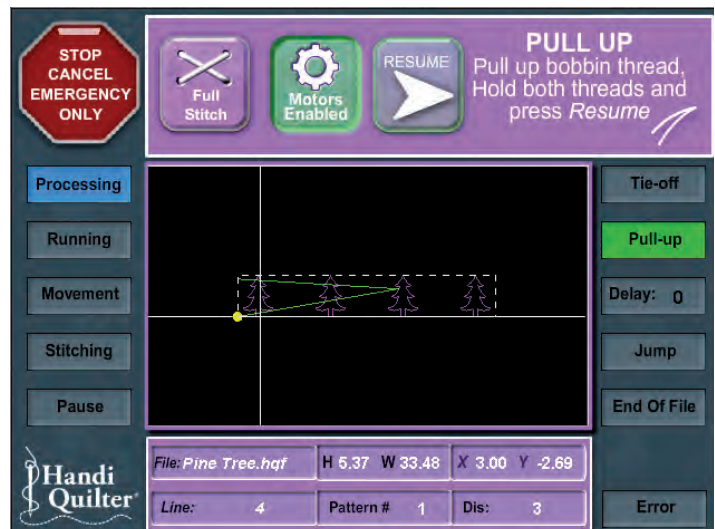 STOP
CANCEL
EMERGENCY
ONLY
Full
Stitch
Motors
Enabled
RESUME
PULL UP
Pull up bobbin thread,
Hold both threads and
press Resume
Processing
Running
Movement
Stitching
Pause
Tie-off
Pull-up
Delay: 0
Jump
End Of File
Error
Handi
Quilter
File: Pine Tree.hqf H 5.37 W 33.48 X 3.00 Y -2.69
Line: 4 Pattern # 1 Dis: 3